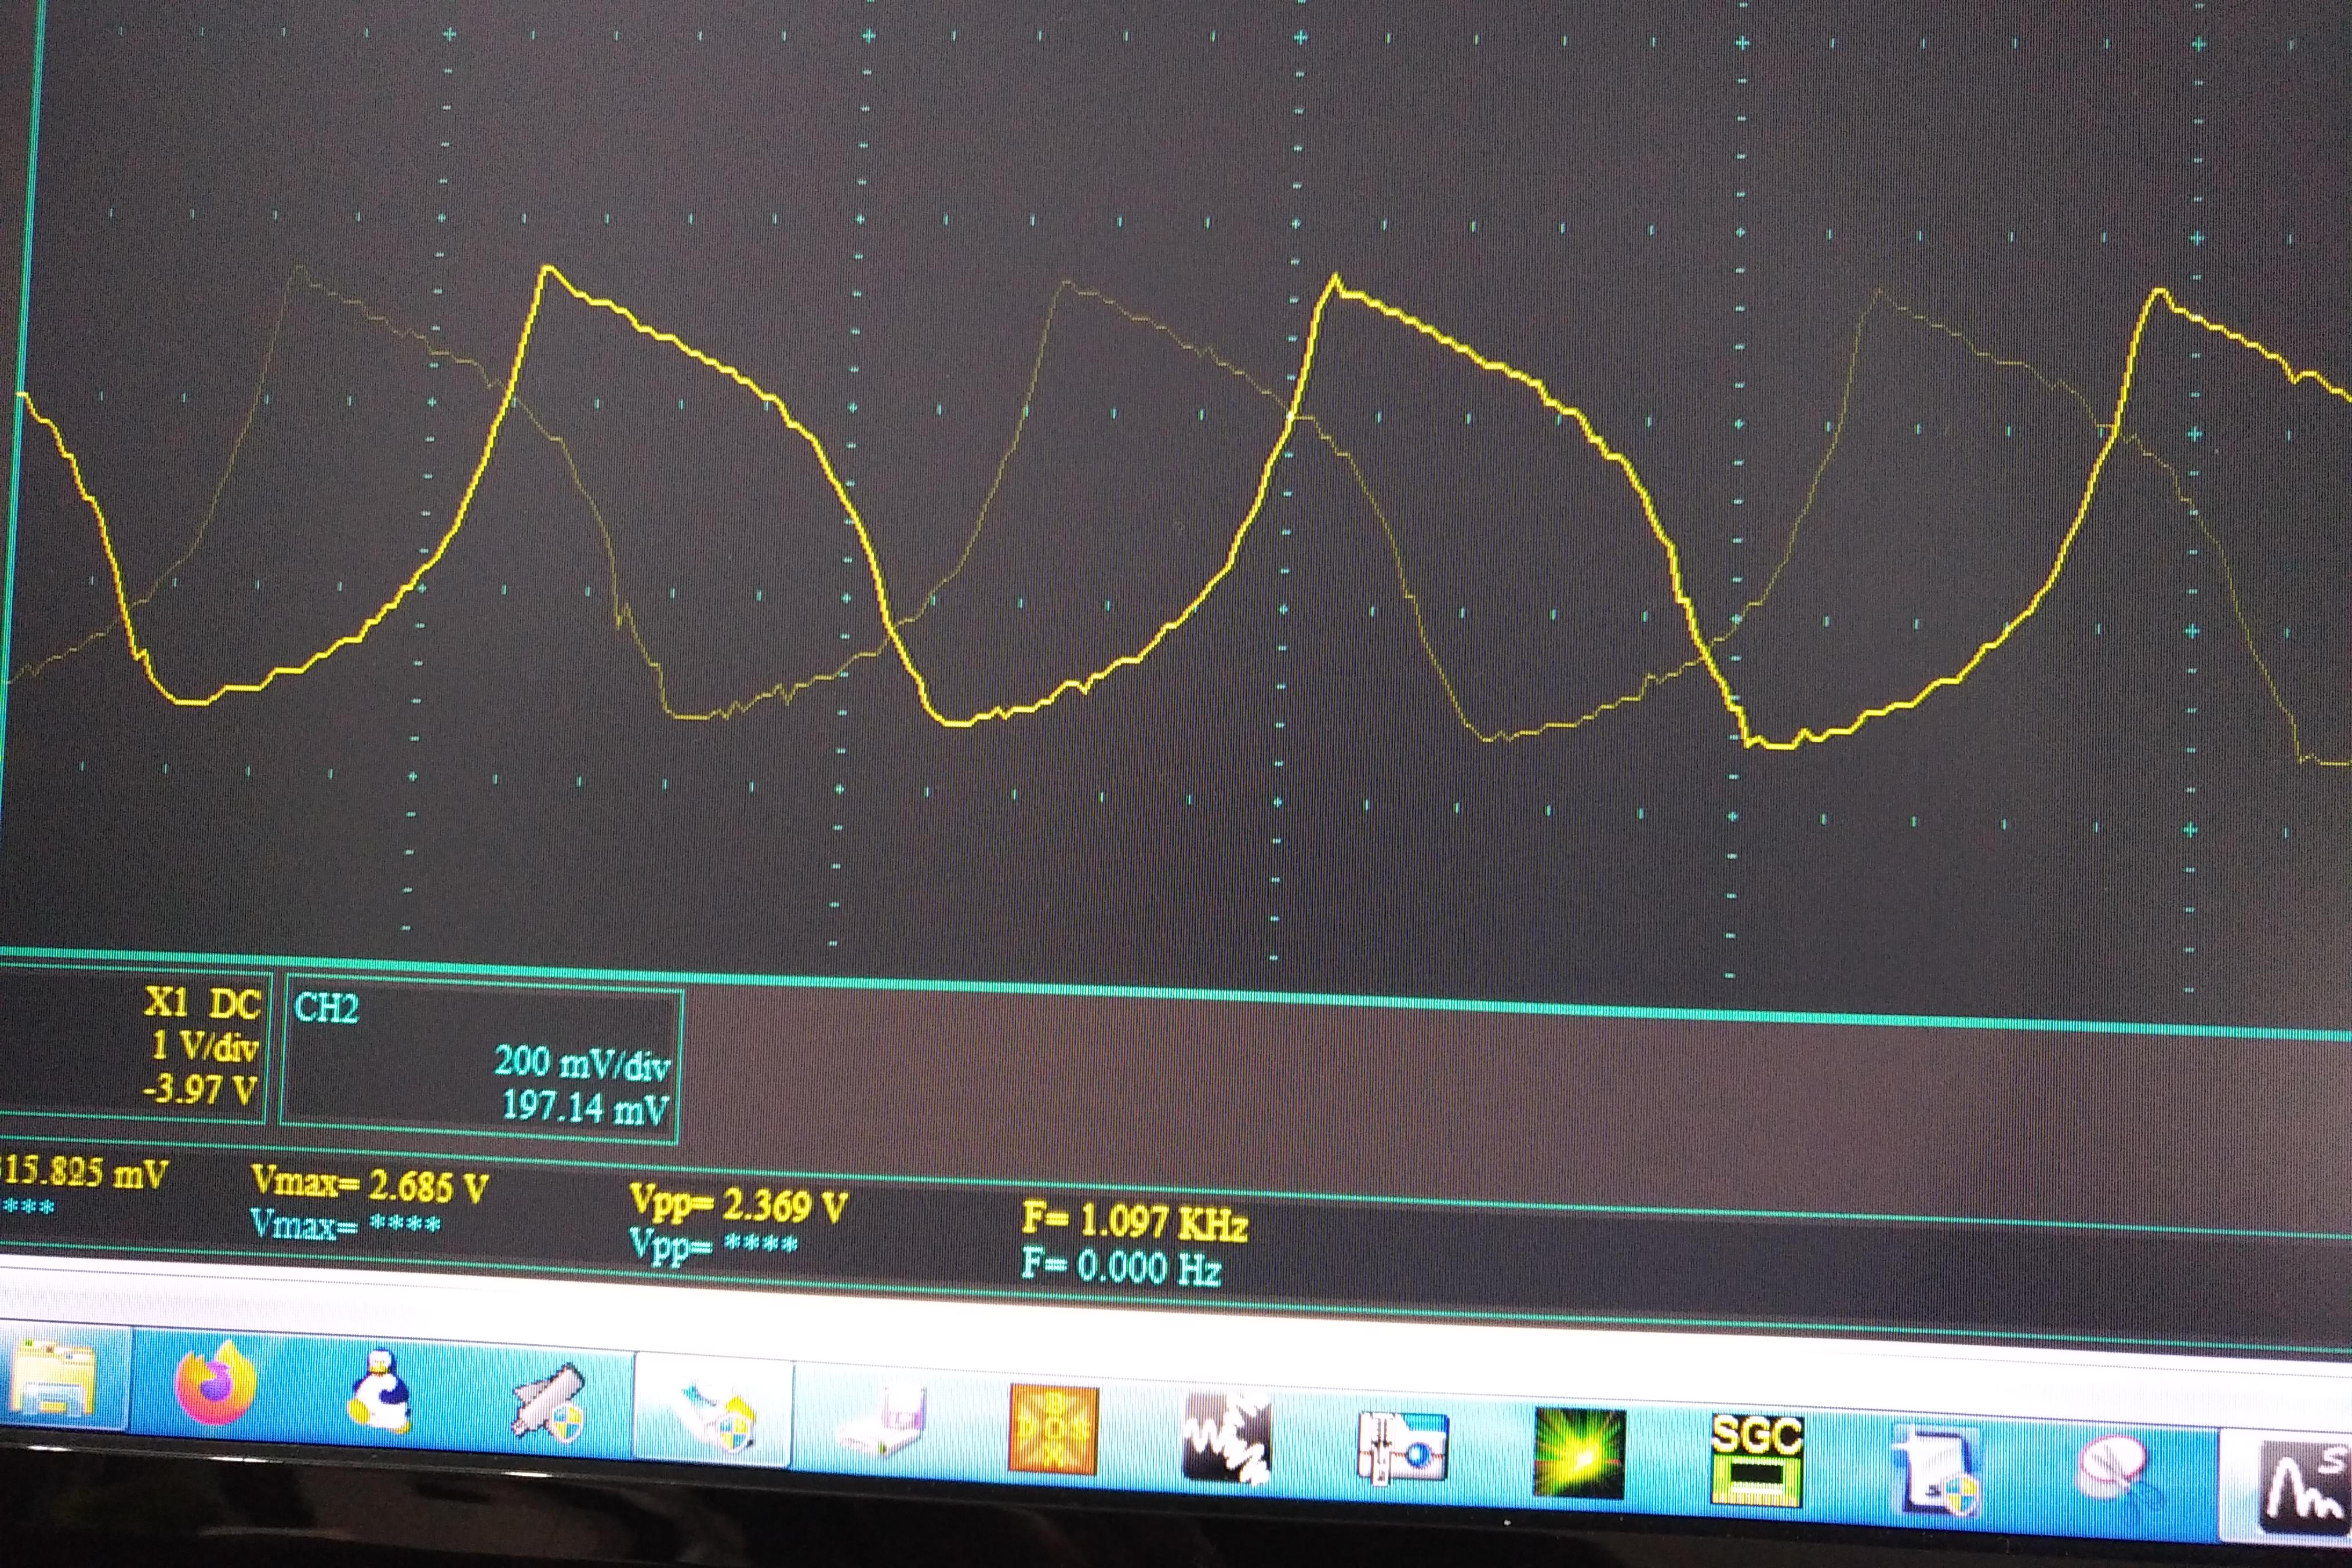 X1 DC
1 V/div
-3.97 V
CH2
200 mV/div
197.14 mV
15.825 mV Vmax= 2.685 V Vpp= 2.369 V F= 1.097 KHz
*** Vmax= **** Vpp= **** F= 0.000 Hz
SGC
S